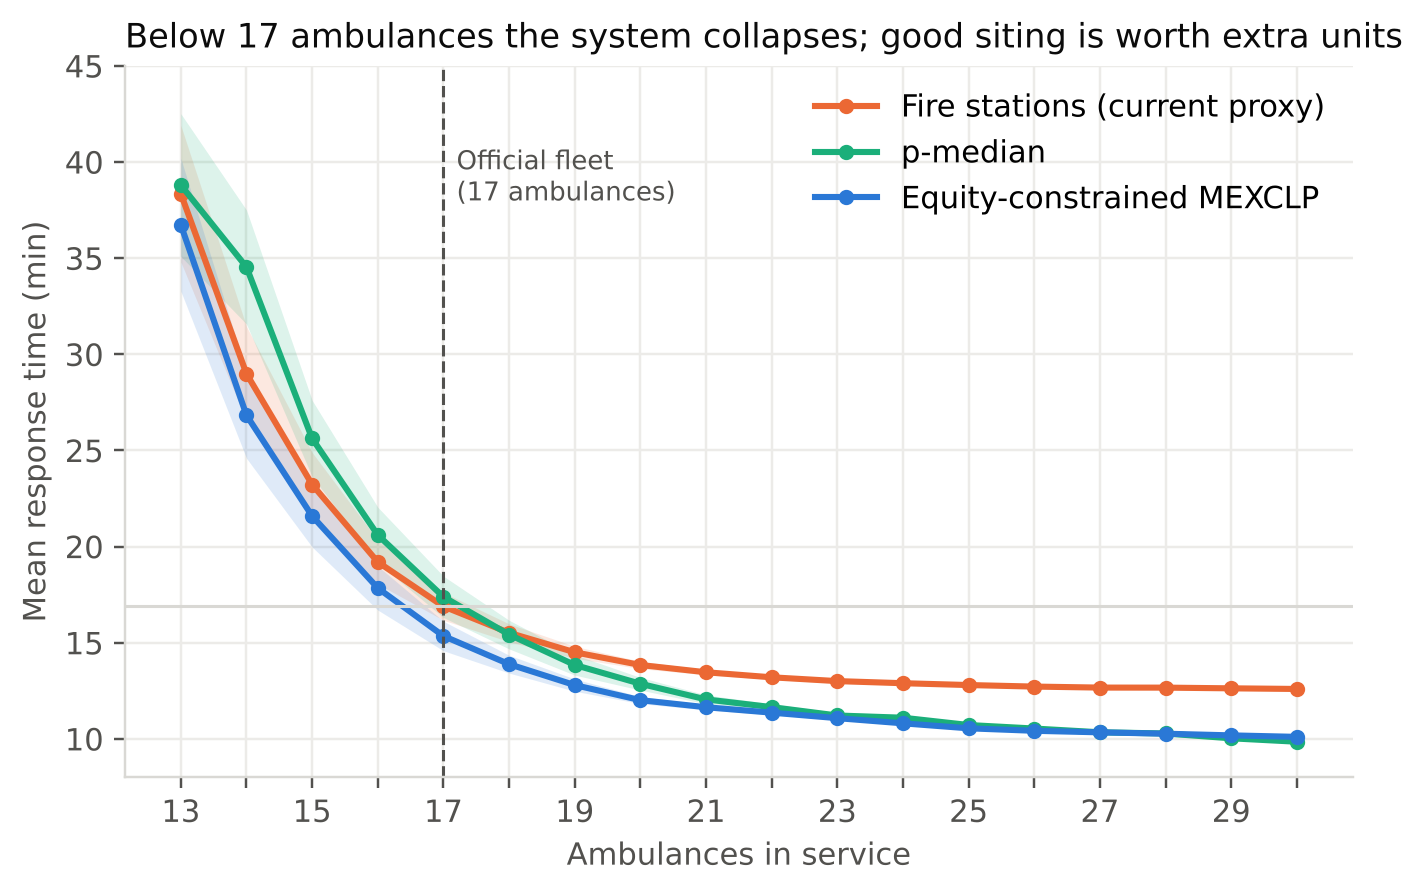 Below 17 ambulances the system collapses; good siting is worth extra units
45
40
35
30
25
20
15
10
Mean response time (min)
Official fleet
(17 ambulances)
Fire stations (current proxy)
p-median
Equity-constrained MEXCLP
13
15
17
19
21
23
25
27
29
Ambulances in service